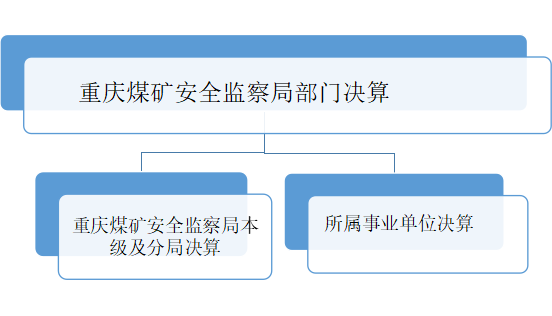 重庆煤矿安全监察局部门决算
重庆煤矿安全监察局本
级及分局决算
所属事业单位决算